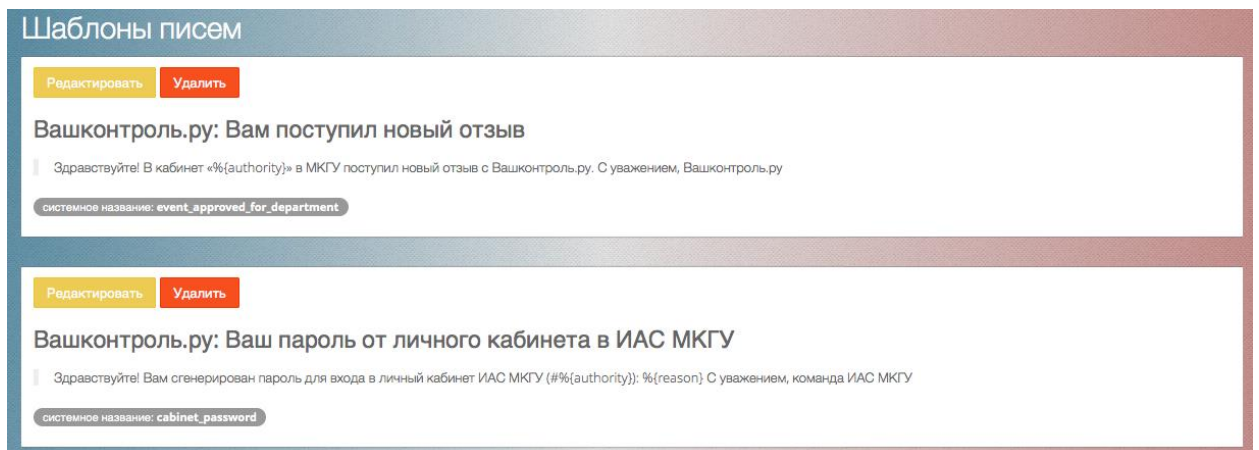 Шаблоны писем
Редактировать Удалить
Вашконтроль.ру: Вам поступил новый отзыв
Здравствуйте! В кабинет «%{authority}» в МКГУ поступил новый отзыв с Вашконтроль.ру. С уважением, Вашконтроль.ру
системное название: event_approved_for_department
Редактировать Удалить
Вашконтроль.ру: Ваш пароль от личного кабинета в ИАС МКГУ
Здравствуйте! Вам сгенерирован пароль для входа в личный кабинет ИАС МКГУ (#%{authority}): %{reason} С уважением, команда ИАС МКГУ
системное название: cabinet_password